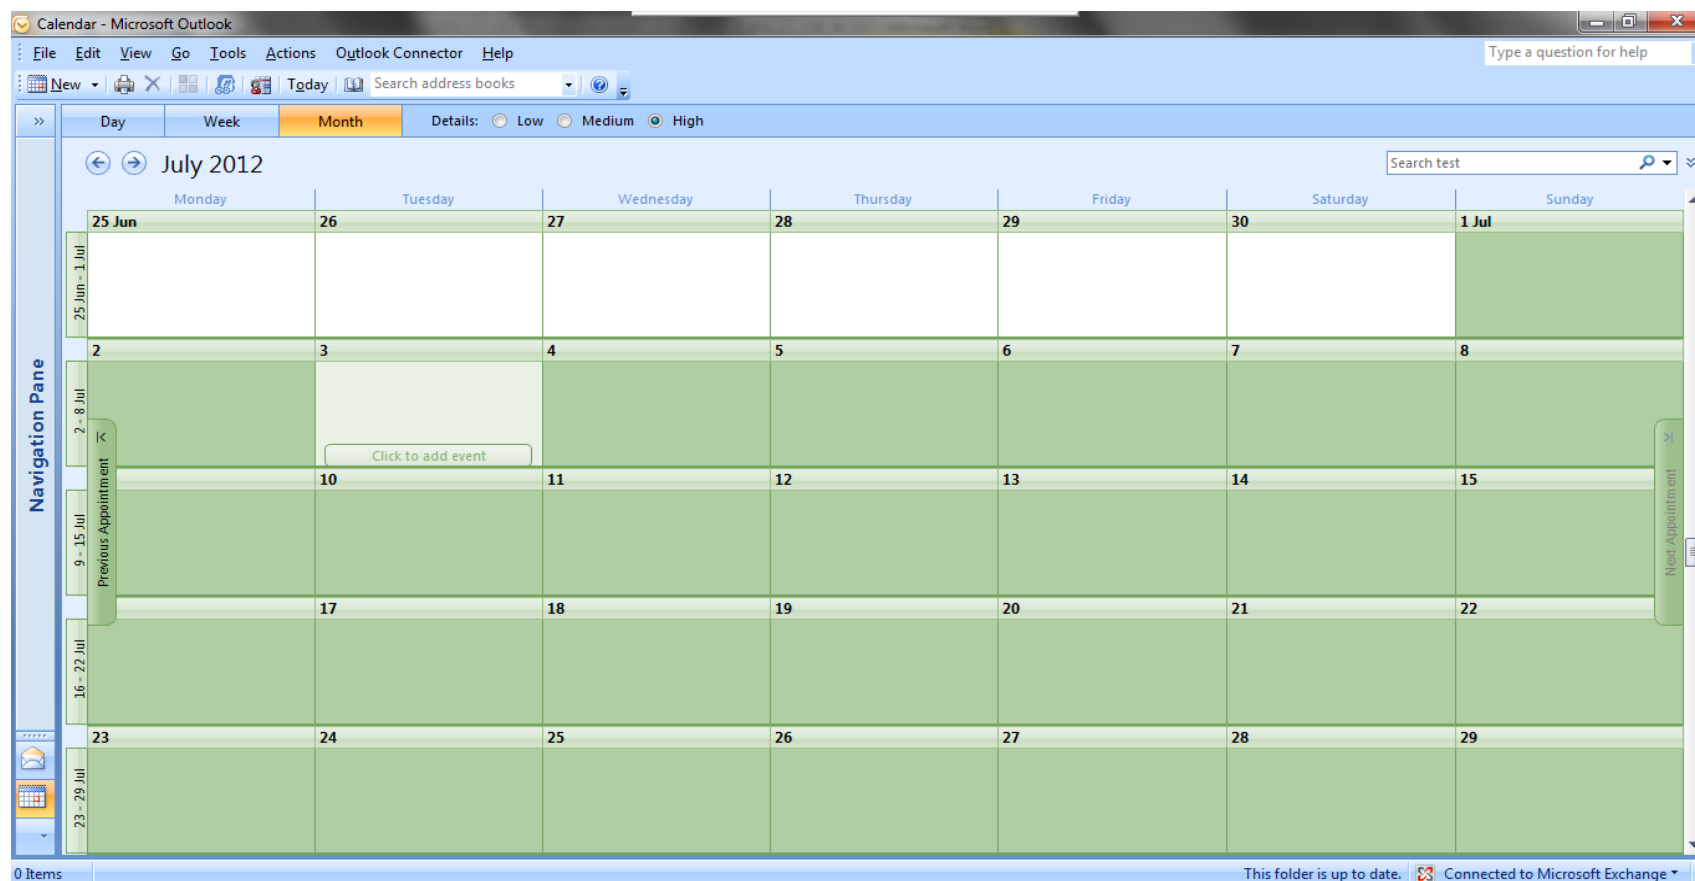 Calendar - Microsoft Outlook
File Edit View Go Tools Actions Outlook Connector Help
Type a question for help
New Today Search address books
Day Week Month Details: Low Medium High
July 2012
Search test
Monday Tuesday Wednesday Thursday Friday Saturday Sunday
25 Jun 26 27 28 29 30 1 Jul
25 Jun - 1 Jul
2 3 4 5 6 7 8
2 - 8 Jul
Click to add event
Navigation Pane
Previous Appointment
Next Appointment
10 11 12 13 14 15
9 - 15 Jul
17 18 19 20 21 22
16 - 22 Jul
23 24 25 26 27 28 29
23 - 29 Jul
0 Items
This folder is up to date. Connected to Microsoft Exchange